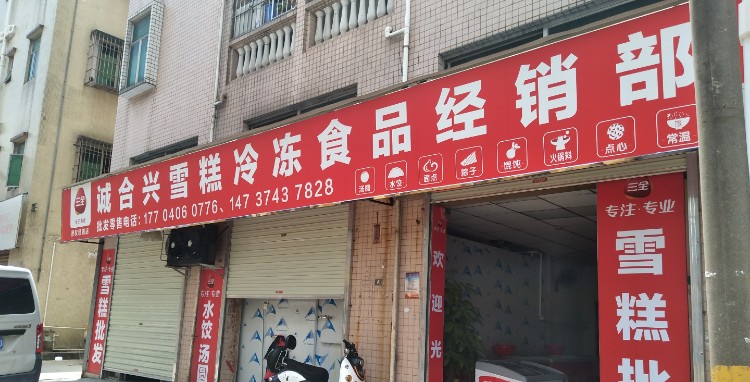 诚合兴雪糕冷冻食品经销部
三全
批发零售电话：177 0406 0776、147 3743 7828
汤圆
水饺
面点
粽子
馄饨
火锅料
点心
常温
雪糕批发
水饺汤圆
欢迎光
三全
专注·专业
雪糕批